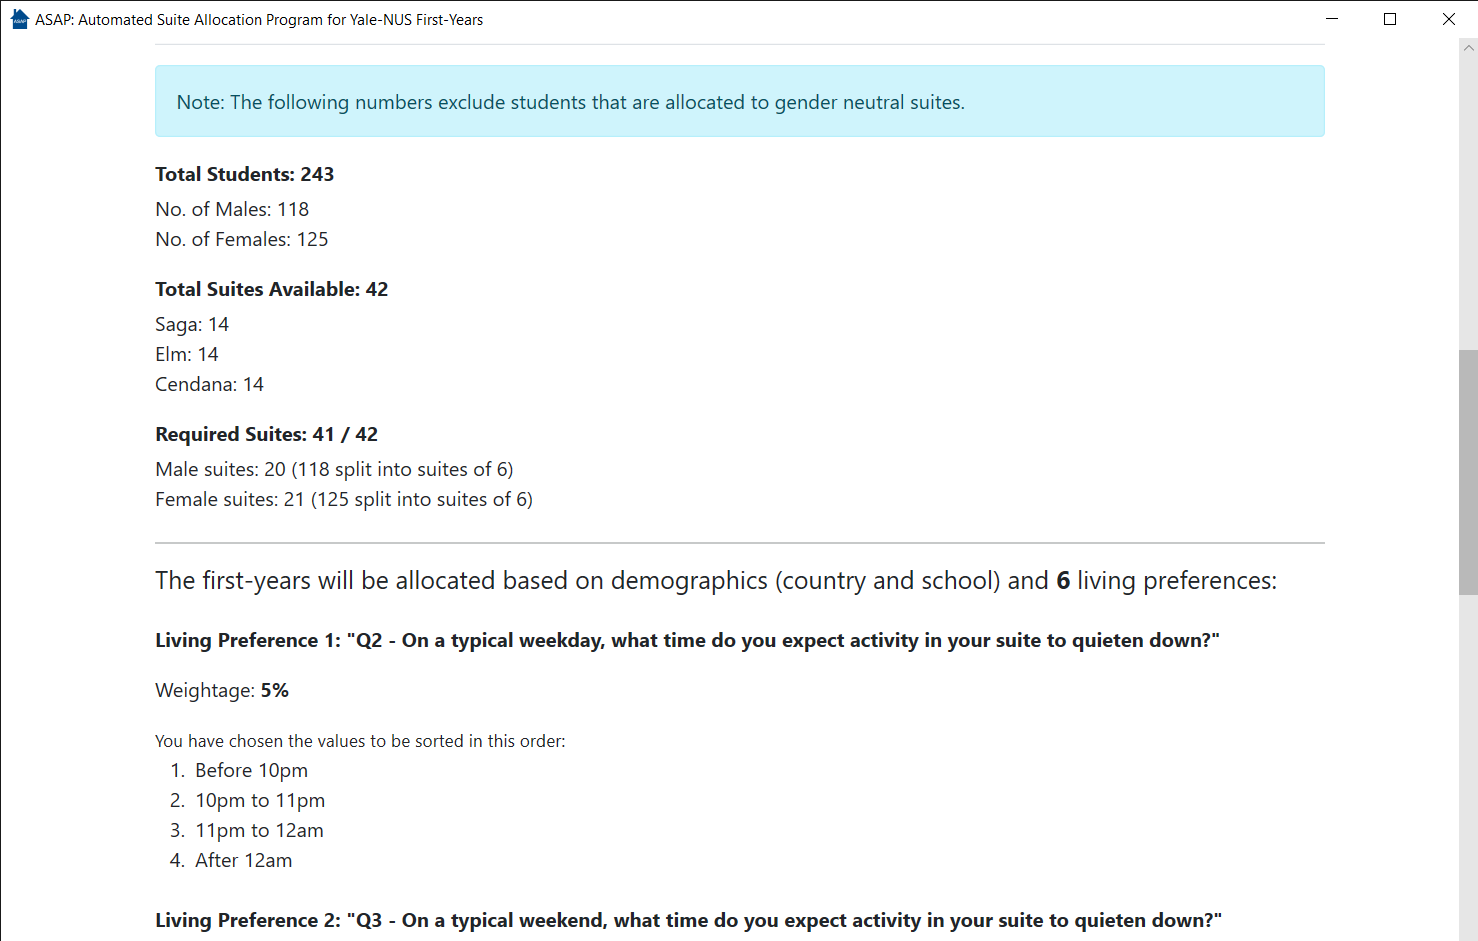 ASAP: Automated Suite Allocation Program for Yale-NUS First-Years
Note: The following numbers exclude students that are allocated to gender neutral suites.
Total Students: 243
No. of Males: 118
No. of Females: 125
Total Suites Available: 42
Saga: 14
Elm: 14
Cendana: 14
Required Suites: 41 / 42
Male suites: 20 (118 split into suites of 6)
Female suites: 21 (125 split into suites of 6)
The first-years will be allocated based on demographics (country and school) and 6 living preferences:
Living Preference 1: "Q2 - On a typical weekday, what time do you expect activity in your suite to quieten down?"
Weightage: 5%
You have chosen the values to be sorted in this order:
1. Before 10pm
2. 10pm to 11pm
3. 11pm to 12am
4. After 12am
Living Preference 2: "Q3 - On a typical weekend, what time do you expect activity in your suite to quieten down?"